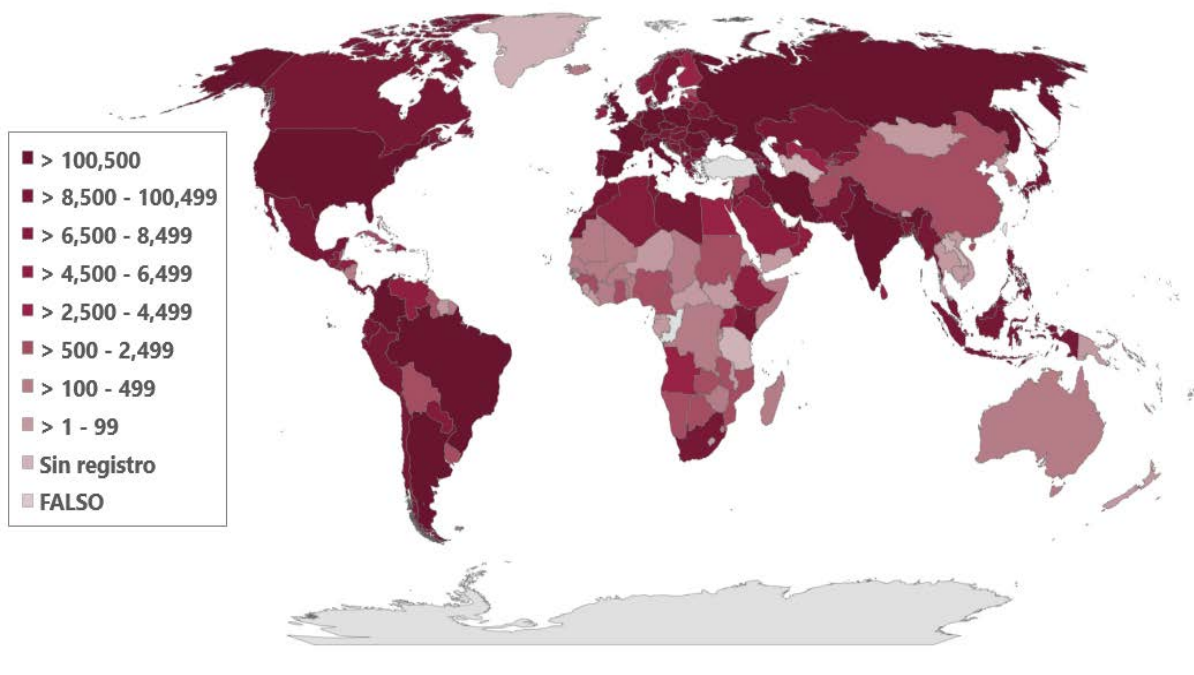 > 100,500
> 8,500 - 100,499
> 6,500 - 8,499
> 4,500 - 6,499
> 2,500 - 4,499
> 500 - 2,499
> 100 - 499
> 1 - 99
Sin registro
FALSO